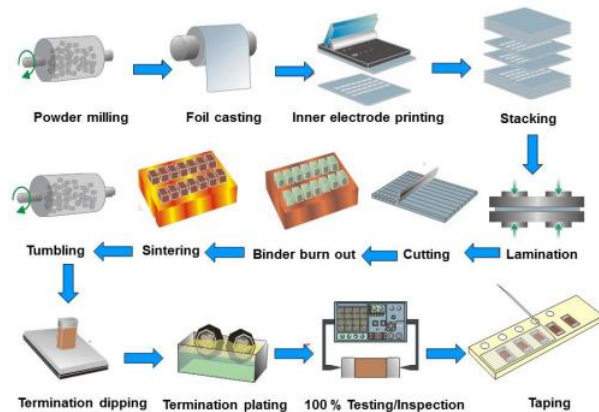 Powder milling
Foil casting
Inner electrode printing
Stacking
Tumbling
Sintering
Binder burn out
Cutting
Lamination
Termination dipping
Termination plating
100 % Testing/Inspection
Taping